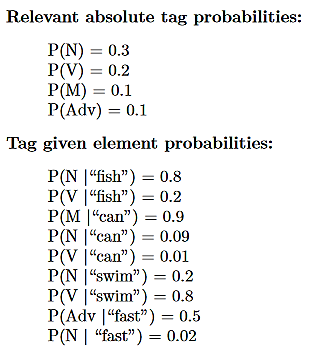 Relevant absolute tag probabilities:
P(N) = 0.3
P(V) = 0.2
P(M) = 0.1
P(Adv) = 0.1
Tag given element probabilities:
P(N |“fish”) = 0.8
P(V |“fish”) = 0.2
P(M |“can”) = 0.9
P(N |“can”) = 0.09
P(V |“can”) = 0.01
P(N |“swim”) = 0.2
P(V |“swim”) = 0.8
P(Adv |“fast”) = 0.5
P(N | “fast”) = 0.02